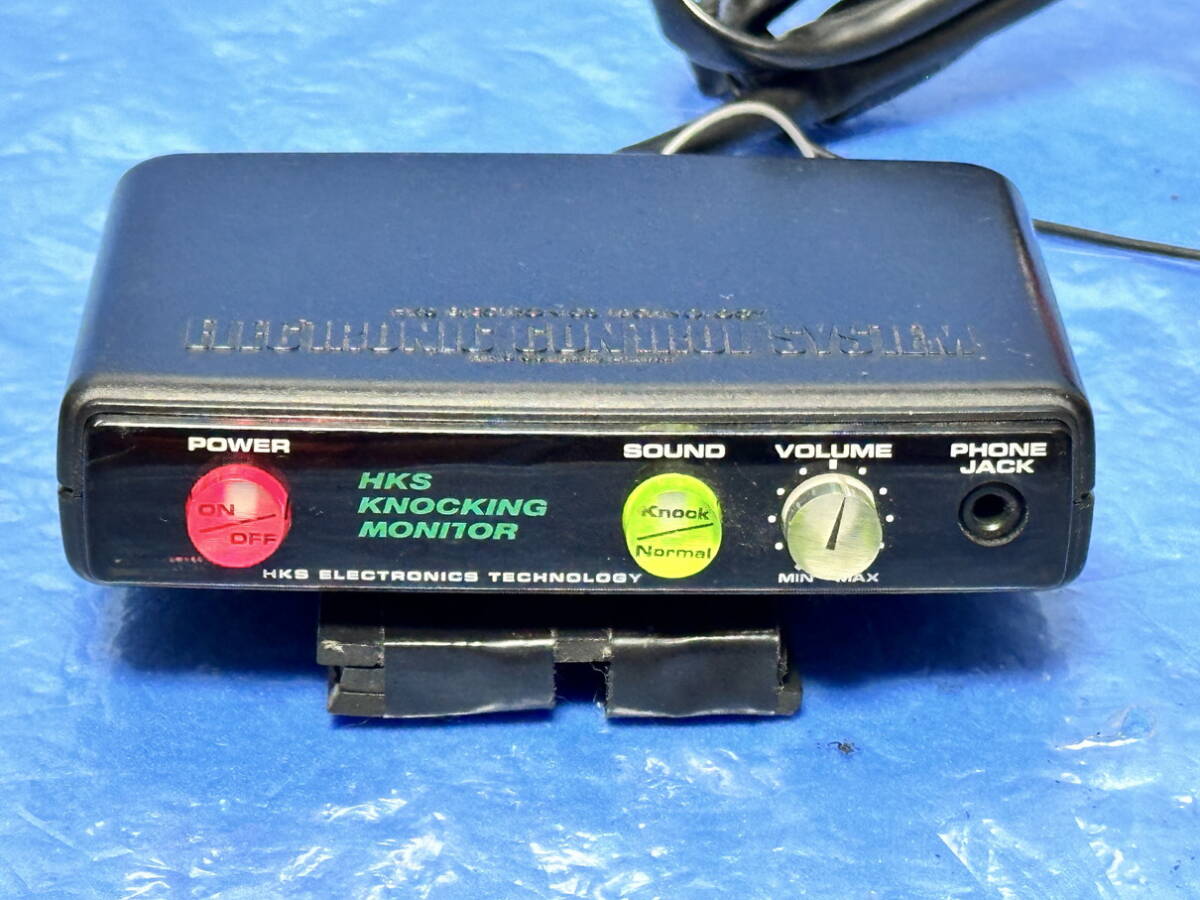 ELECTRONIC CONTROL SYSTEM
POWER
ON
OFF
HKS
KNOCKING
MONITOR
SOUND
Knock
Normal
VOLUME
MIN MAX
PHONE
JACK
HKS ELECTRONICS TECHNOLOGY